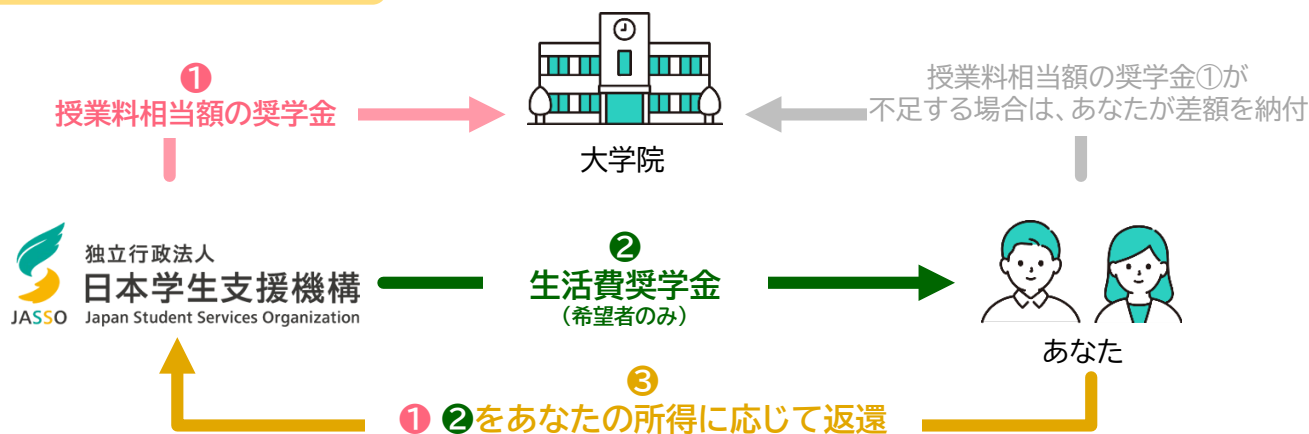 ❶
授業料相当額の奨学金
大学院
授業料相当額の奨学金①が
不足する場合は、あなたが差額を納付
独立行政法人
日本学生支援機構
JASSO Japan Student Services Organization
❷
生活費奨学金
（希望者のみ）
あなた
❸
❶ ❷をあなたの所得に応じて返還